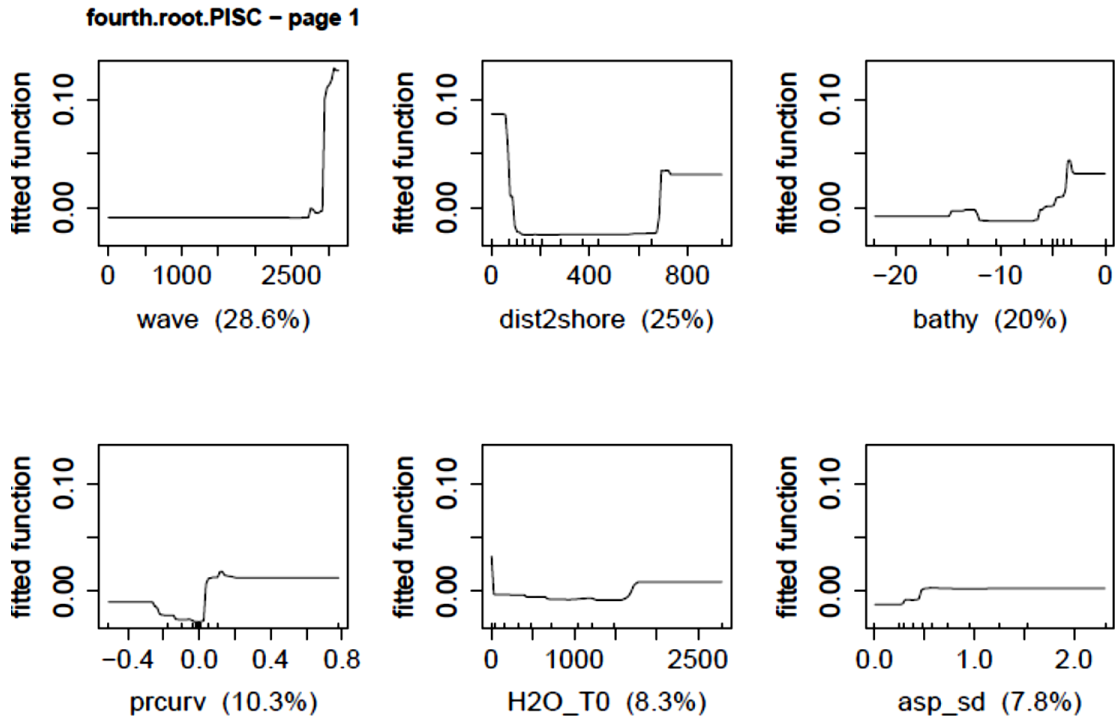 fourth.root.PISC − page 1
fitted function
0.00 0.10
0 1000 2500
wave (28.6%)
fitted function
0.00 0.10
0 400 800
dist2shore (25%)
fitted function
0.00 0.10
−20 −10 0
bathy (20%)
fitted function
0.00 0.10
−0.4 0.0 0.4 0.8
prcurv (10.3%)
fitted function
0.00 0.10
0 1000 2500
H2O_T0 (8.3%)
fitted function
0.00 0.10
0.0 1.0 2.0
asp_sd (7.8%)